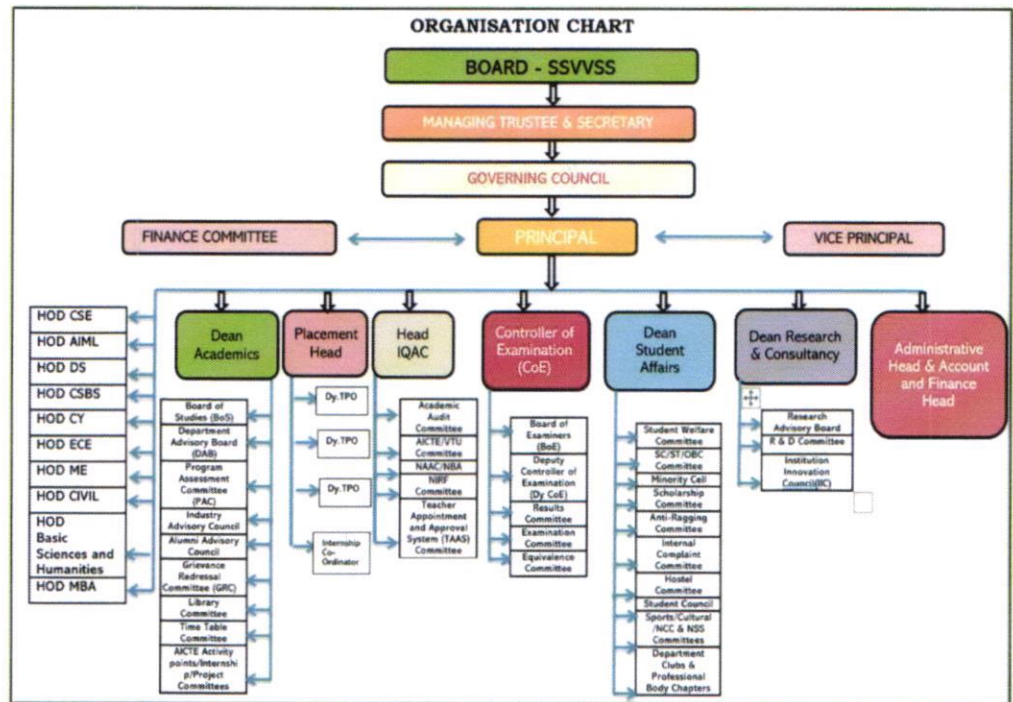 ORGANISATION CHART
BOARD - SSVVSS
MANAGING TRUSTEE & SECRETARY
GOVERNING COUNCIL
FINANCE COMMITTEE
PRINCIPAL
VICE PRINCIPAL
HOD CSE
HOD AIML
HOD DS
HOD CSBS
HOD CY
HOD ECE
HOD ME
HOD CIVIL
HOD
Basic
Sciences and
Humanities
HOD MBA
Dean
Academics
Board of
Studies (BoS)
Department
Advisory Board
(DAB)
Program
Assessment
Committee
(PAC)
Industry
Advisory Council
Alumni Advisory
Council
Grievance
Redressal
Committee (GRC)
Library
Committee
Time Table
Committee
AICTE Activity
points/Internshi
p/Project
Committees
Placement
Head
Dy.TPO
Dy.TPO
Dy.TPO
Internship
Co-
Ordinator
Head
IQAC
Academic
Audit
Committee
AICTE/VTU
Committee
NAAC/NBA
NIRF
Committee
Teacher
Appointment
and Approval
System (TAAS)
Committee
Controller of
Examination
(CoE)
Board of
Examiners
(BoE)
Deputy
Controller of
Examination
(Dy CoE)
Results
Committee
Examination
Committee
Equivalence
Committee
Dean
Student
Affairs
Student Welfare
Committee
SC/ST/OBC
Committee
Minority Cell
Scholarship
Committee
Anti-Ragging
Committee
Internal
Complaint
Committee
Hostel
Committee
Student Council
Sports/Cultural
/NCC & NSS
Committees
Department
Clubs &
Professional
Body Chapters
Dean Research
& Consultancy
Research
Advisory Board
R & D Committee
Institution
Innovation
Council(IIC)
Administrative
Head & Account
and Finance
Head